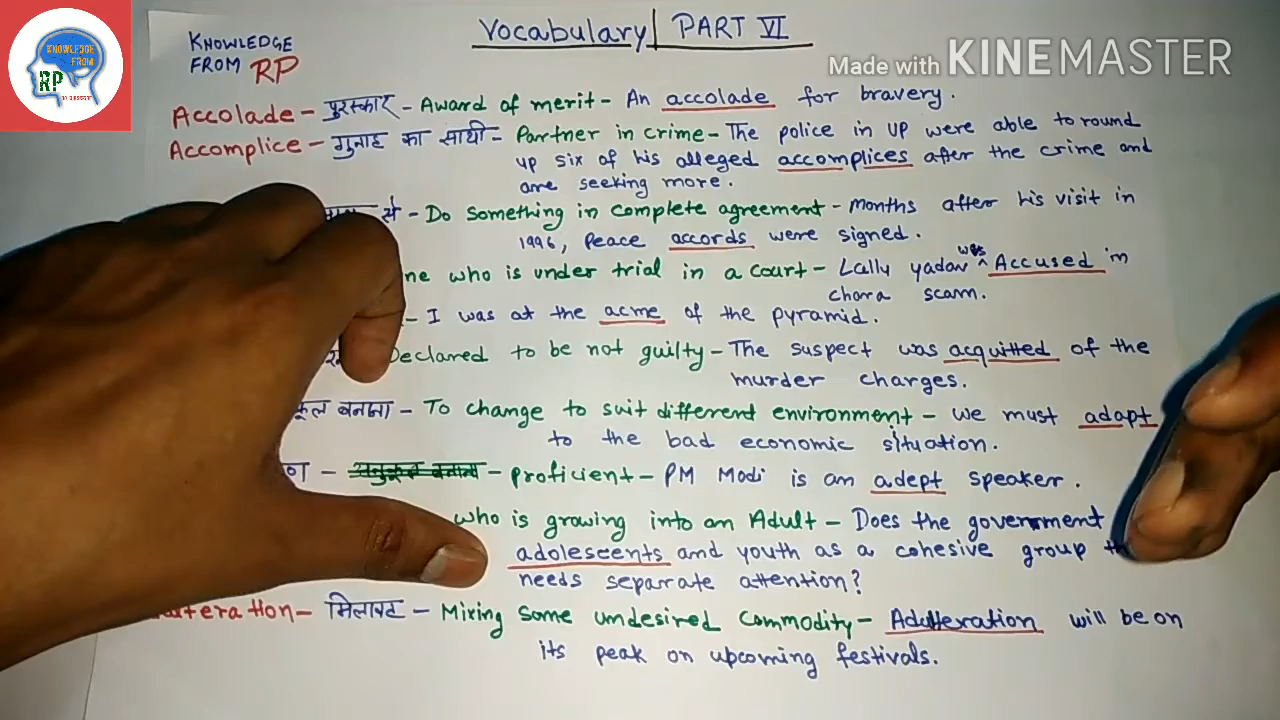 Vocabulary | PART VI
KNOWLEDGE
FROM RP
KNOWLEDGE
FROM
RP
Made with KINEMASTER
Accolade – पुरस्कार – Award of merit – An accolade for bravery.
Accomplice – गुनाह का साथी – Partner in crime – The police in UP were able to round
up six of his alleged accomplices after the crime and
are seeking more.
से – Do something in complete agreement – months after his visit in
1996, Peace accords were signed.
ne who is under trial in a court – Lally yadav was Accused in
chara scam.
– I was at the acme of the pyramid.
Declared to be not guilty – The suspect was acquitted of the
murder charges.
बनाना – To change to suit different environment – we must adapt
to the bad economic situation.
– proficient – PM Modi is an adept speaker.
who is growing into an Adult – Does the government
adolescents and youth as a cohesive group
needs separate attention?
teration – मिलावट – Mixing some undesired commodity – Adulteration will be on
its peak on upcoming festivals.